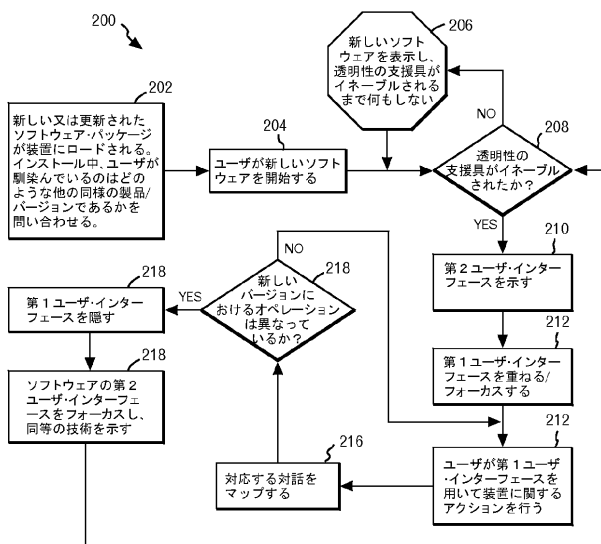 200
202
新しい又は更新された
ソフトウェア・パッケージ
が装置にロードされる。
インストール中、ユーザが
馴染んでいるのはどの
ような他の同様の製品/
バージョンであるかを
問い合わせる。
204
ユーザが新しいソフト
ウェアを開始する
206
新しいソフト
ウェアを表示し、
透明性の支援具が
イネーブルされる
まで何もしない
NO
208
透明性の
支援具がイネーブル
されたか?
YES
210
第2ユーザ・インター
フェースを示す
212
第1ユーザ・インター
フェースを重ねる/
フォーカスする
212
ユーザが第1ユーザ
・インターフェースを
用いて装置に関する
アクションを行う
216
対応する対話を
マップする
NO
218
新しい
バージョンに
おけるオペレーション
は異なって
いるか?
YES
218
第1ユーザ・インター
フェースを隠す
218
ソフトウェアの第2
ユーザ・インターフェ
ースをフォーカスし、
同等の技術を示す